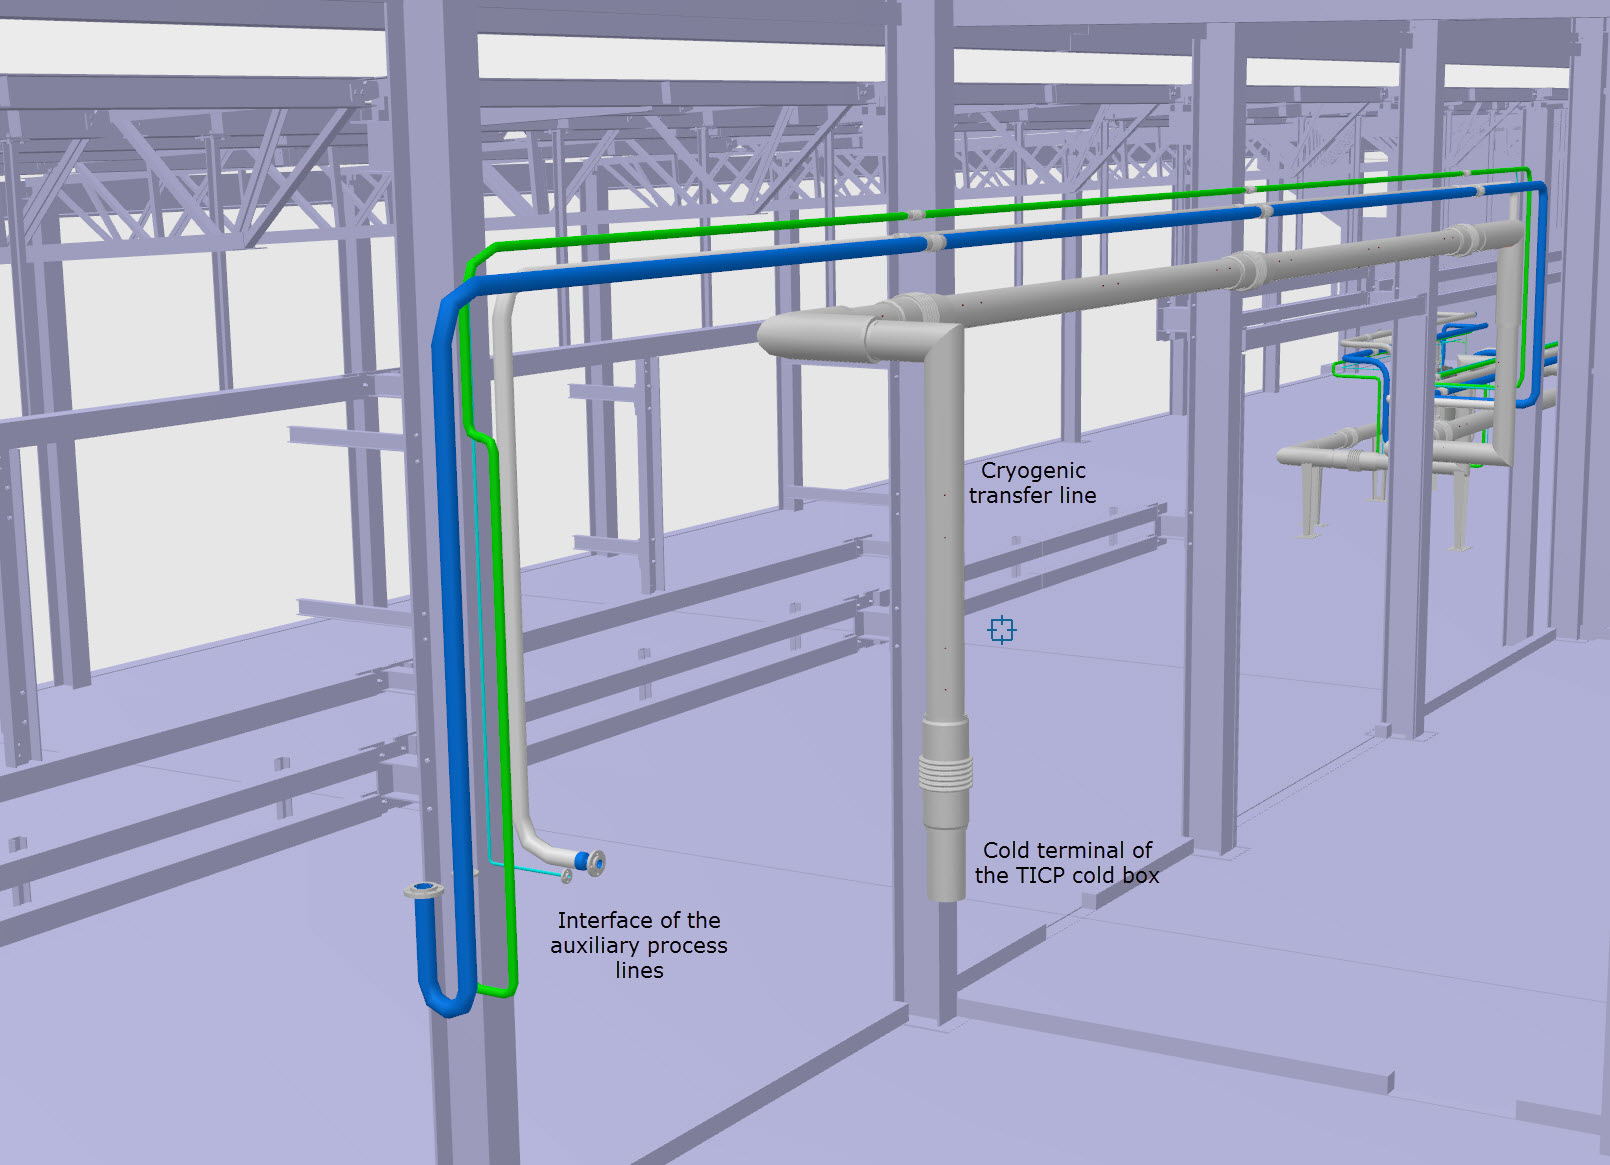 Cryogenic
transfer line
Cold terminal of
the TICP cold box
Interface of the
auxiliary process
lines